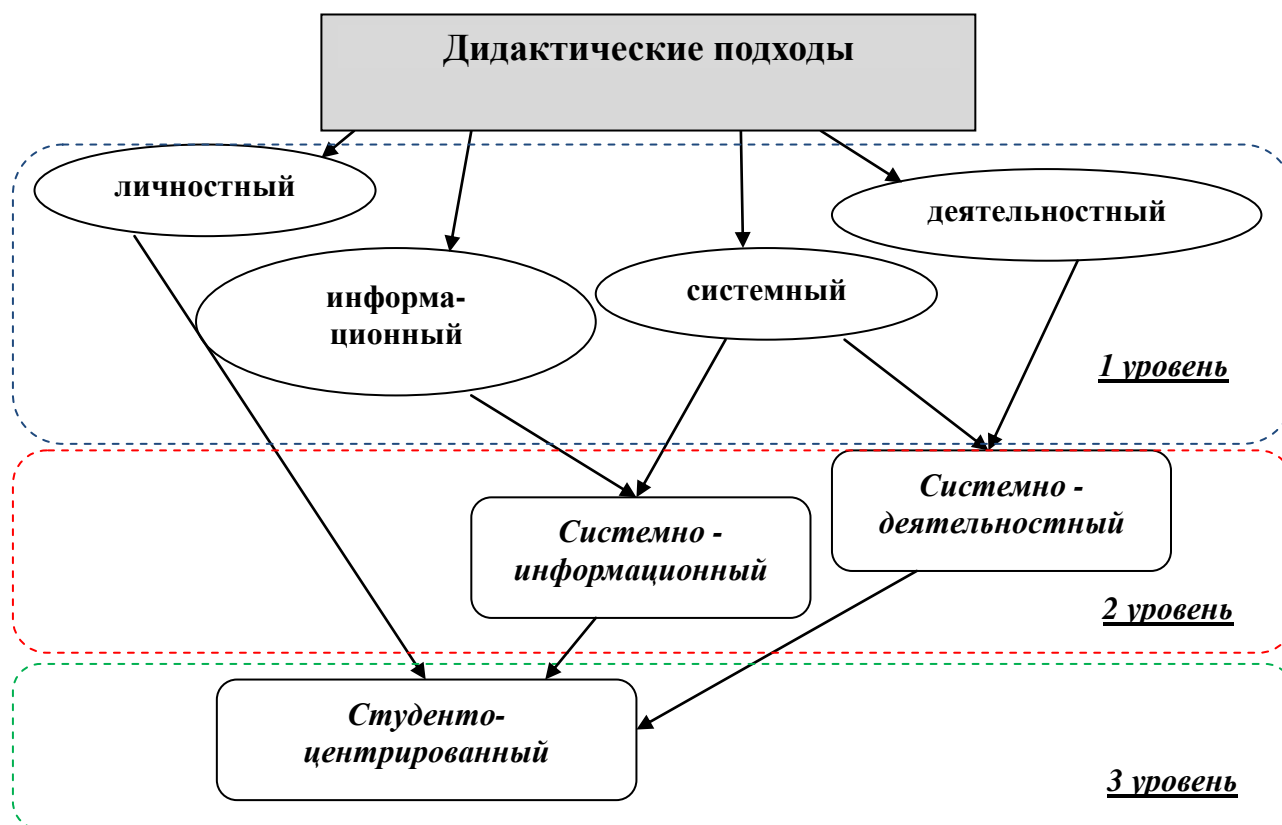 Дидактические подходы
личностный
деятельностный
информа-
ционный
системный
1 уровень
Системно -
деятельностный
Системно -
информационный
2 уровень
Студенто-
центрированный
3 уровень